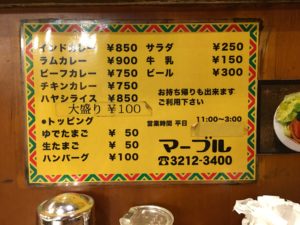 インドカレー ¥850
ラムカレー ¥900
ビーフカレー ¥750
チキンカレー ¥750
ハヤシライス ¥850
大盛り ¥100
●トッピング
ゆでたまご ¥ 50
生たまご ¥ 50
ハンバーグ ¥100
サラダ ¥250
牛乳 ¥150
ビール ¥300
お持ち帰りも出来ます
ご利用下さい
営業時間 平日 11:00〜3:00
マーブル
☎3212-3400